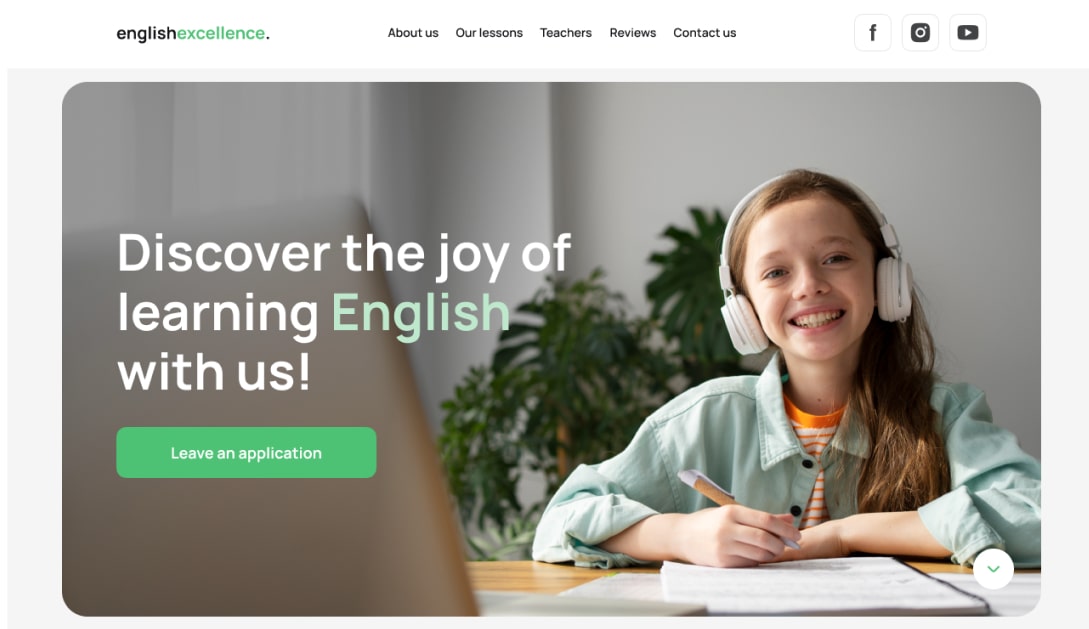 englishexcellence.
About us Our lessons Teachers Reviews Contact us
Discover the joy of
learning English
with us!
Leave an application